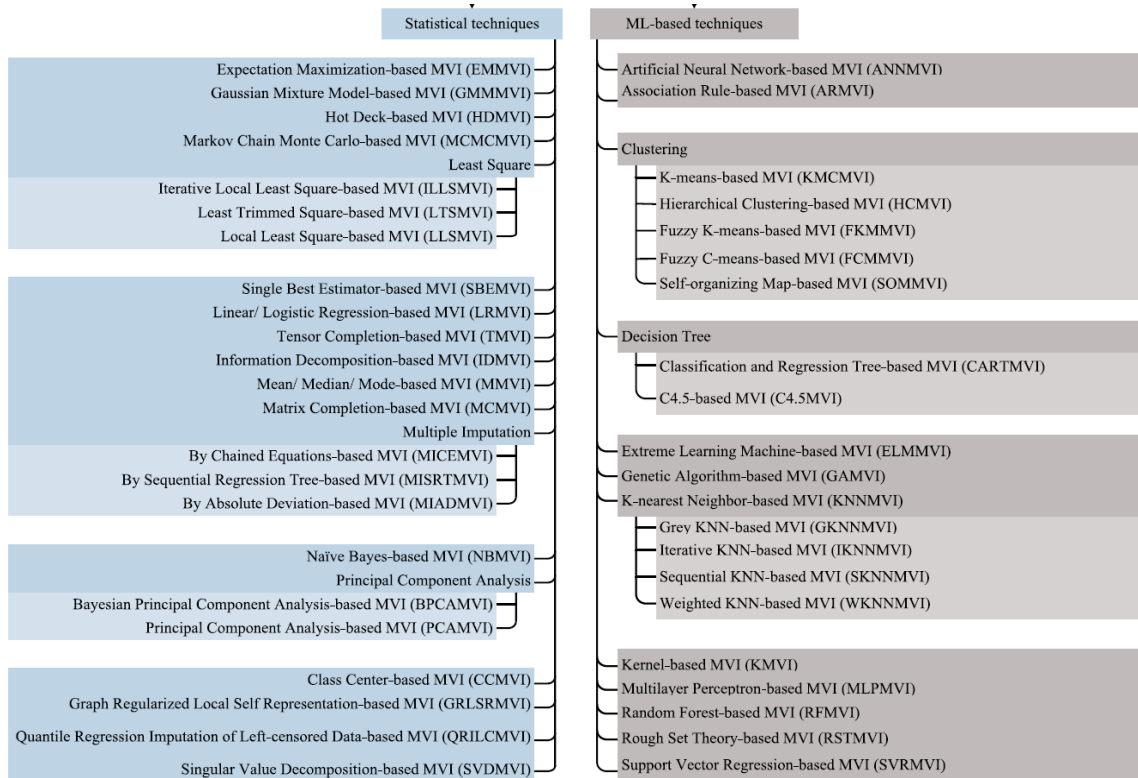 Statistical techniques
Expectation Maximization-based MVI (EMMVI)
Gaussian Mixture Model-based MVI (GMMMVI)
Hot Deck-based MVI (HDMVI)
Markov Chain Monte Carlo-based MVI (MCMCMVI)
Least Square
Iterative Local Least Square-based MVI (ILLSMVI)
Least Trimmed Square-based MVI (LTSMVI)
Local Least Square-based MVI (LLSMVI)
Single Best Estimator-based MVI (SBEMVI)
Linear/ Logistic Regression-based MVI (LRMVI)
Tensor Completion-based MVI (TMVI)
Information Decomposition-based MVI (IDMVI)
Mean/ Median/ Mode-based MVI (MMVI)
Matrix Completion-based MVI (MCMVI)
Multiple Imputation
By Chained Equations-based MVI (MICEMVI)
By Sequential Regression Tree-based MVI (MISRTMVI)
By Absolute Deviation-based MVI (MIADMVI)
Naïve Bayes-based MVI (NBMVI)
Principal Component Analysis
Bayesian Principal Component Analysis-based MVI (BPCAMVI)
Principal Component Analysis-based MVI (PCAMVI)
Class Center-based MVI (CCMVI)
Graph Regularized Local Self Representation-based MVI (GRLSRMVI)
Quantile Regression Imputation of Left-censored Data-based MVI (QRILCMVI)
Singular Value Decomposition-based MVI (SVDMVI)
ML-based techniques
Artificial Neural Network-based MVI (ANNMVI)
Association Rule-based MVI (ARMVI)
Clustering
K-means-based MVI (KMCMVI)
Hierarchical Clustering-based MVI (HCMVI)
Fuzzy K-means-based MVI (FKMMVI)
Fuzzy C-means-based MVI (FCMMVI)
Self-organizing Map-based MVI (SOMMVI)
Decision Tree
Classification and Regression Tree-based MVI (CARTMVI)
C4.5-based MVI (C4.5MVI)
Extreme Learning Machine-based MVI (ELMMVI)
Genetic Algorithm-based MVI (GAMVI)
K-nearest Neighbor-based MVI (KNNMVI)
Grey KNN-based MVI (GKNNMVI)
Iterative KNN-based MVI (IKNNMVI)
Sequential KNN-based MVI (SKNNMVI)
Weighted KNN-based MVI (WKNNMVI)
Kernel-based MVI (KMVI)
Multilayer Perceptron-based MVI (MLPMVI)
Random Forest-based MVI (RFMVI)
Rough Set Theory-based MVI (RSTMVI)
Support Vector Regression-based MVI (SVRMVI)